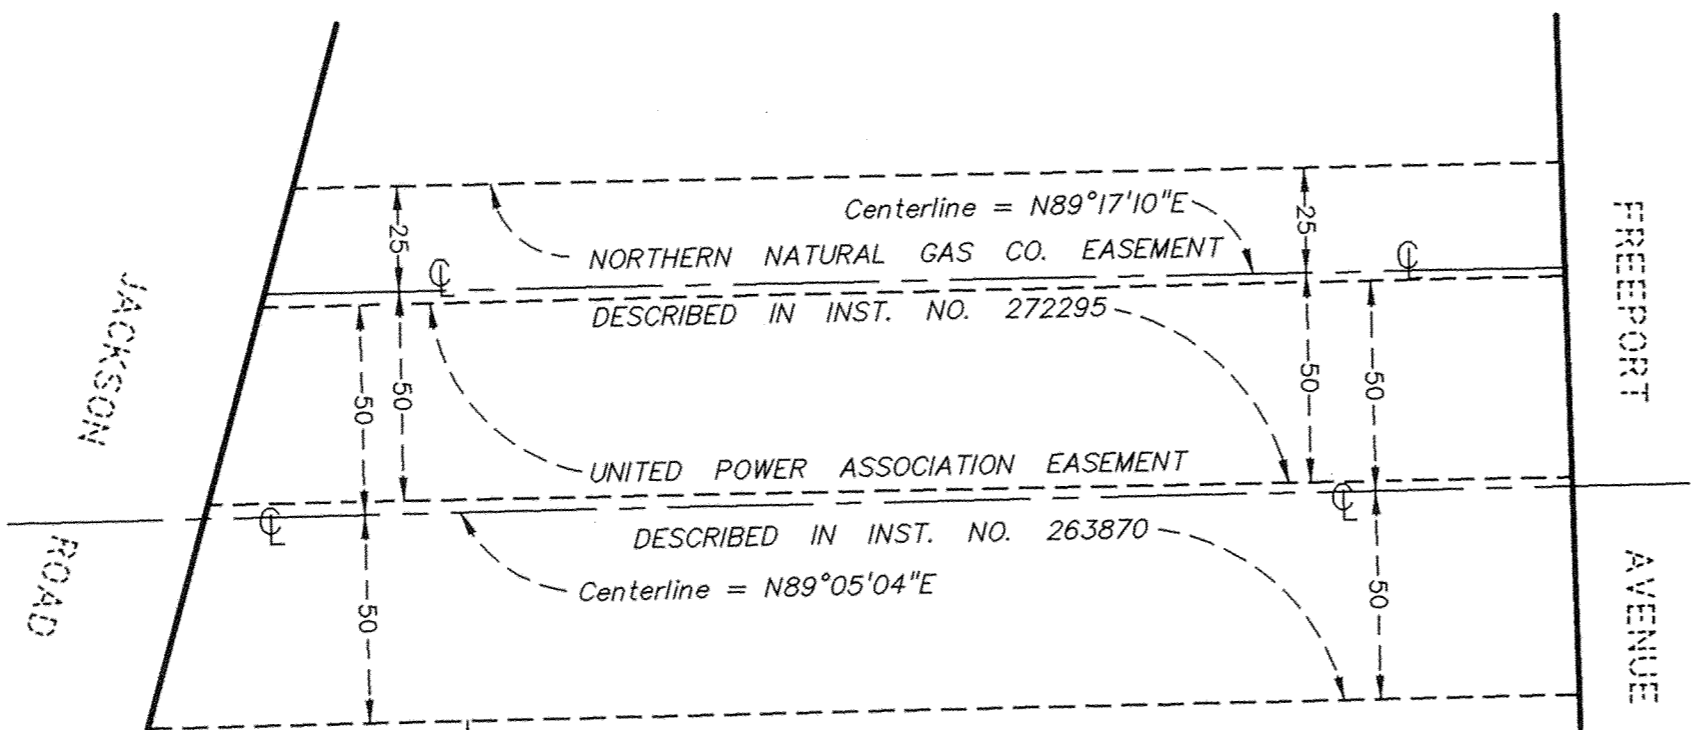 25
Centerline = N89°17'10"E
25
NORTHERN NATURAL GAS CO. EASEMENT
℄
℄
DESCRIBED IN INST. NO. 272295
JACKSON
FREEPORT
50
50
50
50
UNITED POWER ASSOCIATION EASEMENT
℄
℄
DESCRIBED IN INST. NO. 263870
Centerline = N89°05'04"E
ROAD
AVENUE
50
50